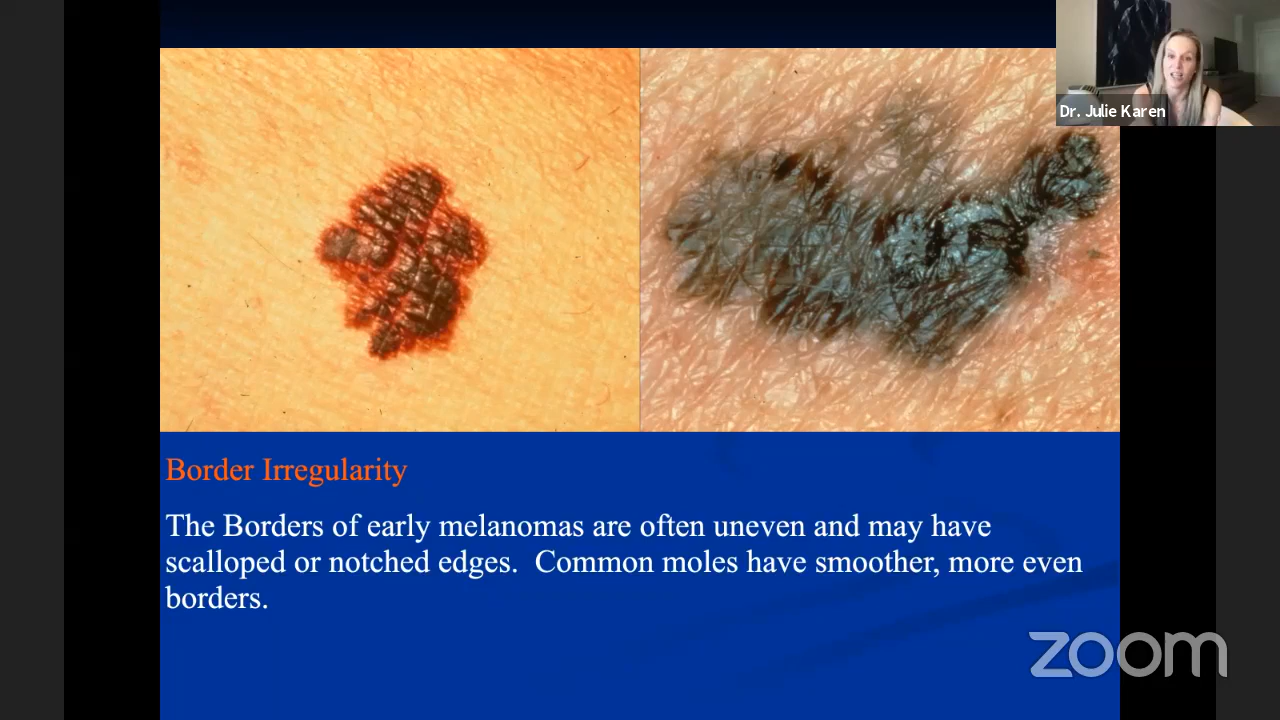 Dr. Julie Karen
Border Irregularity
The Borders of early melanomas are often uneven and may have
scalloped or notched edges.  Common moles have smoother, more even
borders.
zoom